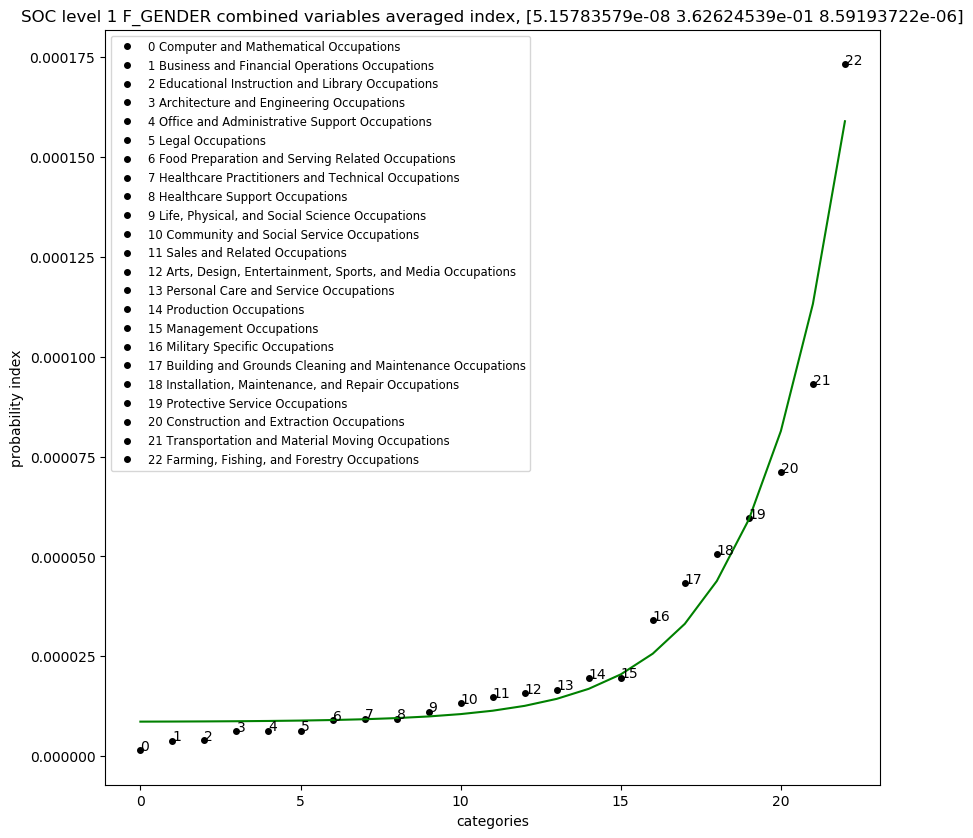 SOC level 1 F_GENDER combined variables averaged index, [5.15783579e-08 3.62624539e-01 8.59193722e-06]
0 Computer and Mathematical Occupations
1 Business and Financial Operations Occupations
2 Educational Instruction and Library Occupations
3 Architecture and Engineering Occupations
4 Office and Administrative Support Occupations
5 Legal Occupations
6 Food Preparation and Serving Related Occupations
7 Healthcare Practitioners and Technical Occupations
8 Healthcare Support Occupations
9 Life, Physical, and Social Science Occupations
10 Community and Social Service Occupations
11 Sales and Related Occupations
12 Arts, Design, Entertainment, Sports, and Media Occupations
13 Personal Care and Service Occupations
14 Production Occupations
15 Management Occupations
16 Military Specific Occupations
17 Building and Grounds Cleaning and Maintenance Occupations
18 Installation, Maintenance, and Repair Occupations
19 Protective Service Occupations
20 Construction and Extraction Occupations
21 Transportation and Material Moving Occupations
22 Farming, Fishing, and Forestry Occupations
probability index
0.000175
0.000150
0.000125
0.000100
0.000075
0.000050
0.000025
0.000000
0
1
2
3
4
5
6
7
8
9
10
11
12
13
14
15
16
17
18
19
20
21
22
0
5
10
15
20
categories